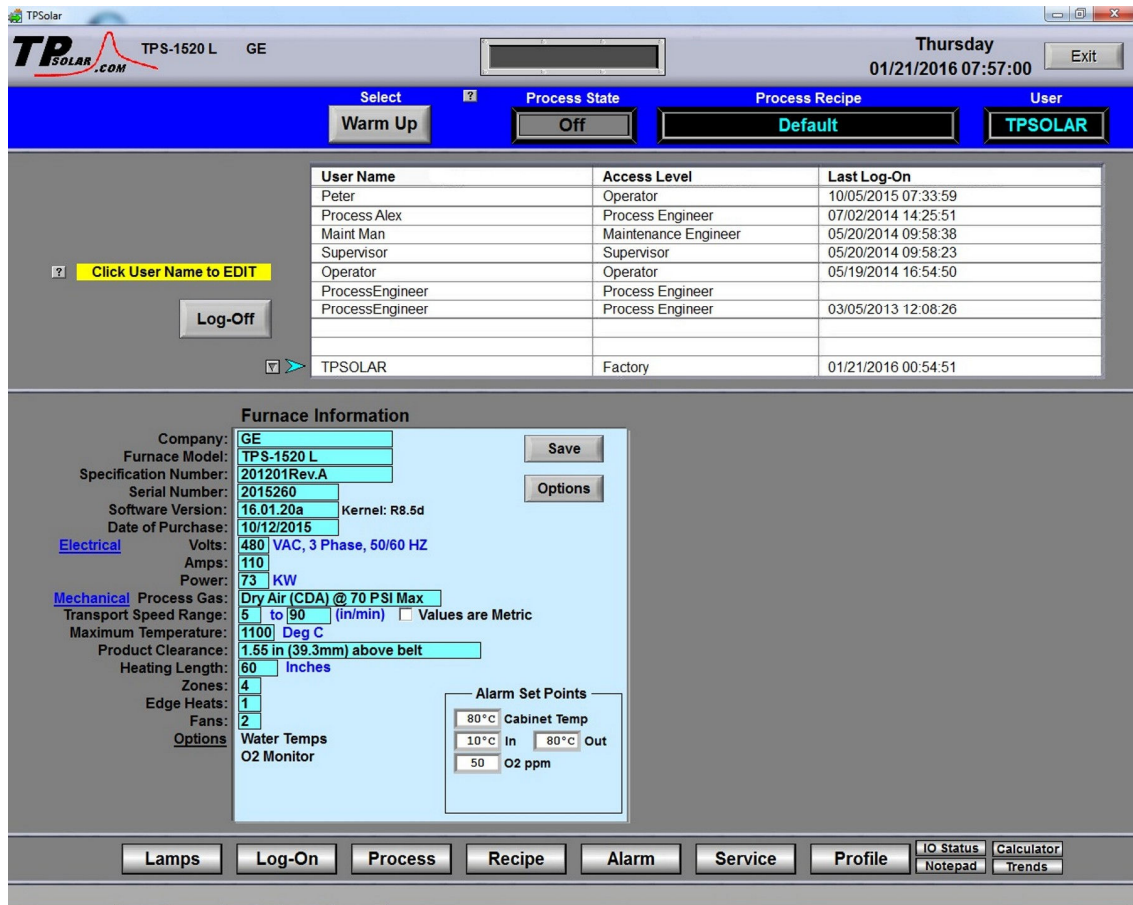 TPSolar
TPSOLAR.COM TPS-1520 L GE Thursday
01/21/2016 07:57:00 Exit
Select ? Process State Process Recipe User
Warm Up Off Default TPSOLAR
User Name Access Level Last Log-On
Peter Operator 10/05/2015 07:33:59
Process Alex Process Engineer 07/02/2014 14:25:51
Maint Man Maintenance Engineer 05/20/2014 09:58:38
Supervisor Supervisor 05/20/2014 09:58:23
? Click User Name to EDIT Operator Operator 05/19/2014 16:54:50
ProcessEngineer Process Engineer
Log-Off ProcessEngineer Process Engineer 03/05/2013 12:08:26
TPSOLAR Factory 01/21/2016 00:54:51
Furnace Information
Company: GE
Furnace Model: TPS-1520 L
Save
Specification Number: 201201Rev.A
Serial Number: 2015260
Options
Software Version: 16.01.20a Kernel: R8.5d
Date of Purchase: 10/12/2015
Electrical Volts: 480 VAC, 3 Phase, 50/60 HZ
Amps: 110
Power: 73 KW
Mechanical Process Gas: Dry Air (CDA) @ 70 PSI Max
Transport Speed Range: 5 to 90 (in/min) Values are Metric
Maximum Temperature: 1100 Deg C
Product Clearance: 1.55 in (39.3mm) above belt
Heating Length: 60 Inches
Zones: 4
Edge Heats: 1
Fans: 2
Options Water Temps
O2 Monitor
Alarm Set Points
80°C Cabinet Temp
10°C In 80°C Out
50 O2 ppm
Lamps Log-On Process Recipe Alarm Service Profile IO Status Calculator
Notepad Trends